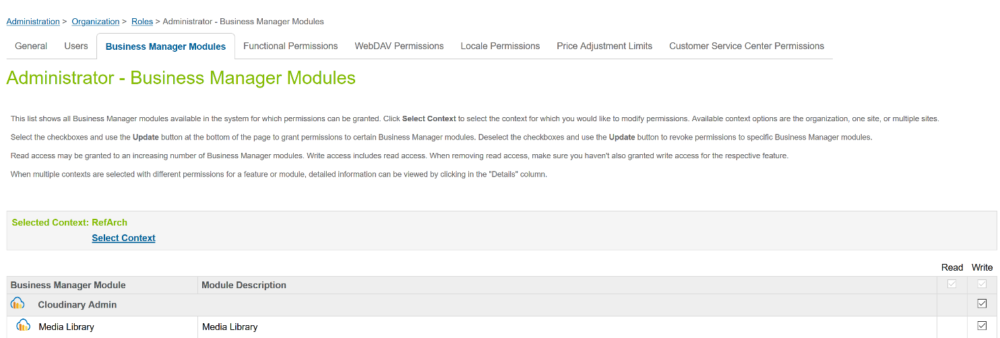 Administration > Organization > Roles > Administrator - Business Manager Modules
General Users Business Manager Modules Functional Permissions WebDAV Permissions Locale Permissions Price Adjustment Limits Customer Service Center Permissions
Administrator - Business Manager Modules
This list shows all Business Manager modules available in the system for which permissions can be granted. Click Select Context to select the context for which you would like to modify permissions. Available context options are the organization, one site, or multiple sites.
Select the checkboxes and use the Update button at the bottom of the page to grant permissions to certain Business Manager modules. Deselect the checkboxes and use the Update button to revoke permissions to specific Business Manager modules.
Read access may be granted to an increasing number of Business Manager modules. Write access includes read access. When removing read access, make sure you haven't also granted write access for the respective feature.
When multiple contexts are selected with different permissions for a feature or module, detailed information can be viewed by clicking in the "Details" column.
Selected Context: RefArch
Select Context
Read Write
Business Manager Module Module Description
Cloudinary Admin
Media Library Media Library